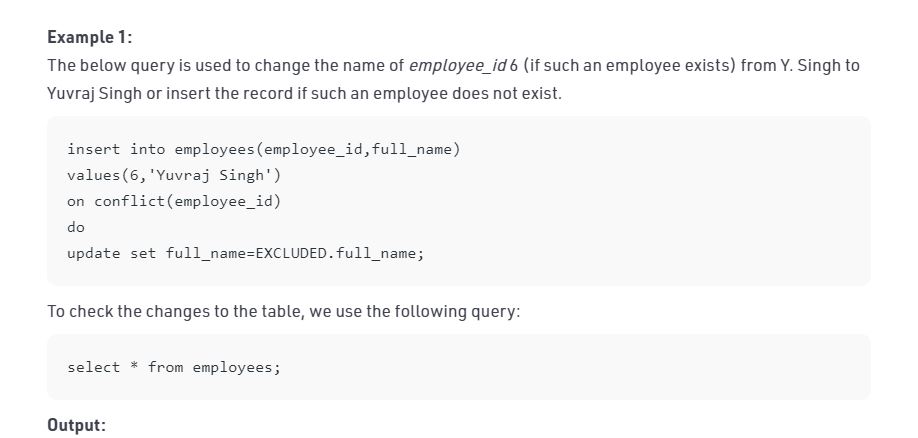 Example 1:
The below query is used to change the name of employee_id 6 (if such an employee exists) from Y. Singh to
Yuvraj Singh or insert the record if such an employee does not exist.
insert into employees(employee_id,full_name)
values(6,'Yuvraj Singh')
on conflict(employee_id)
do
update set full_name=EXCLUDED.full_name;
To check the changes to the table, we use the following query:
select * from employees;
Output: